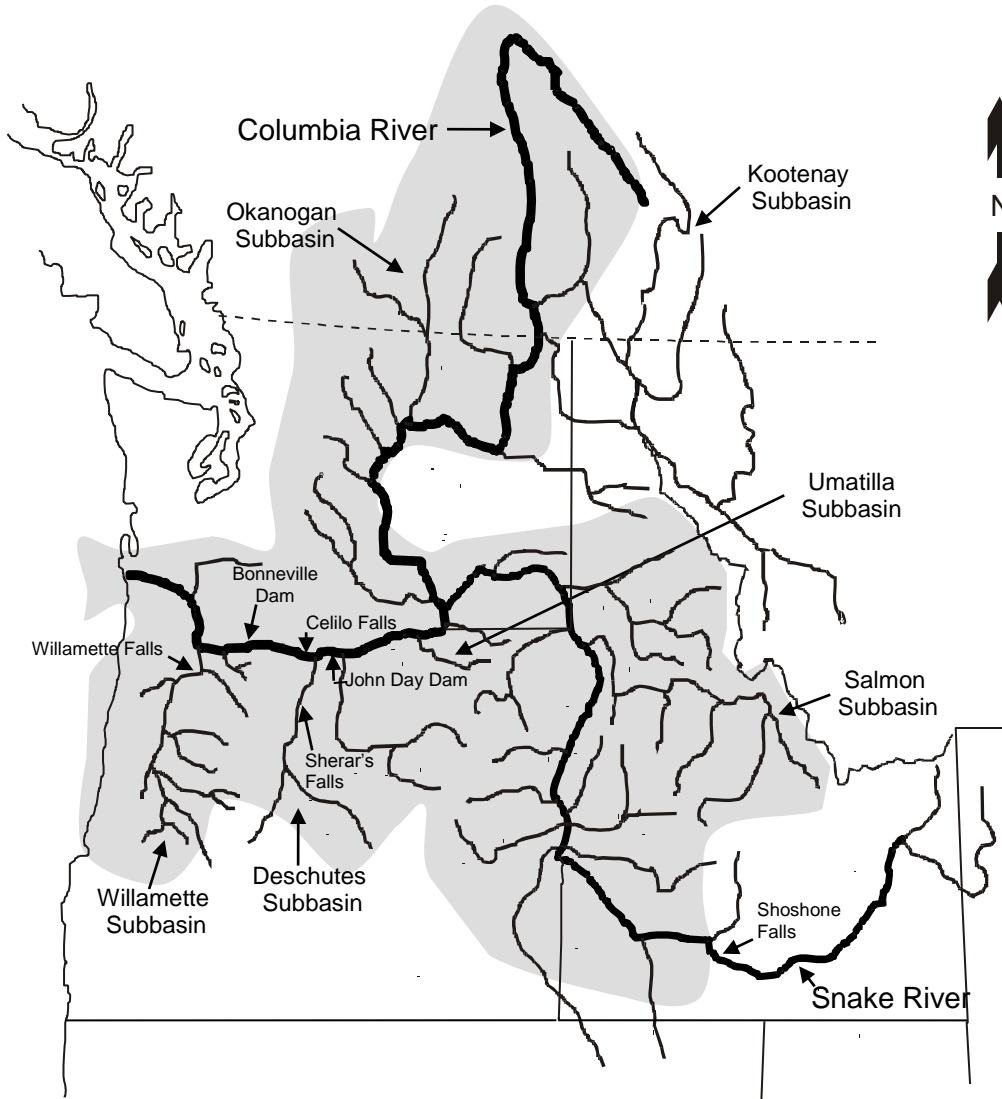 Columbia River
Kootenay
Subbasin
N
Okanogan
Subbasin
Umatilla
Subbasin
Bonneville
Dam
Celilo Falls
Willamette Falls
John Day Dam
Salmon
Subbasin
Sherar's
Falls
Deschutes
Subbasin
Willamette
Subbasin
Shoshone
Falls
Snake River